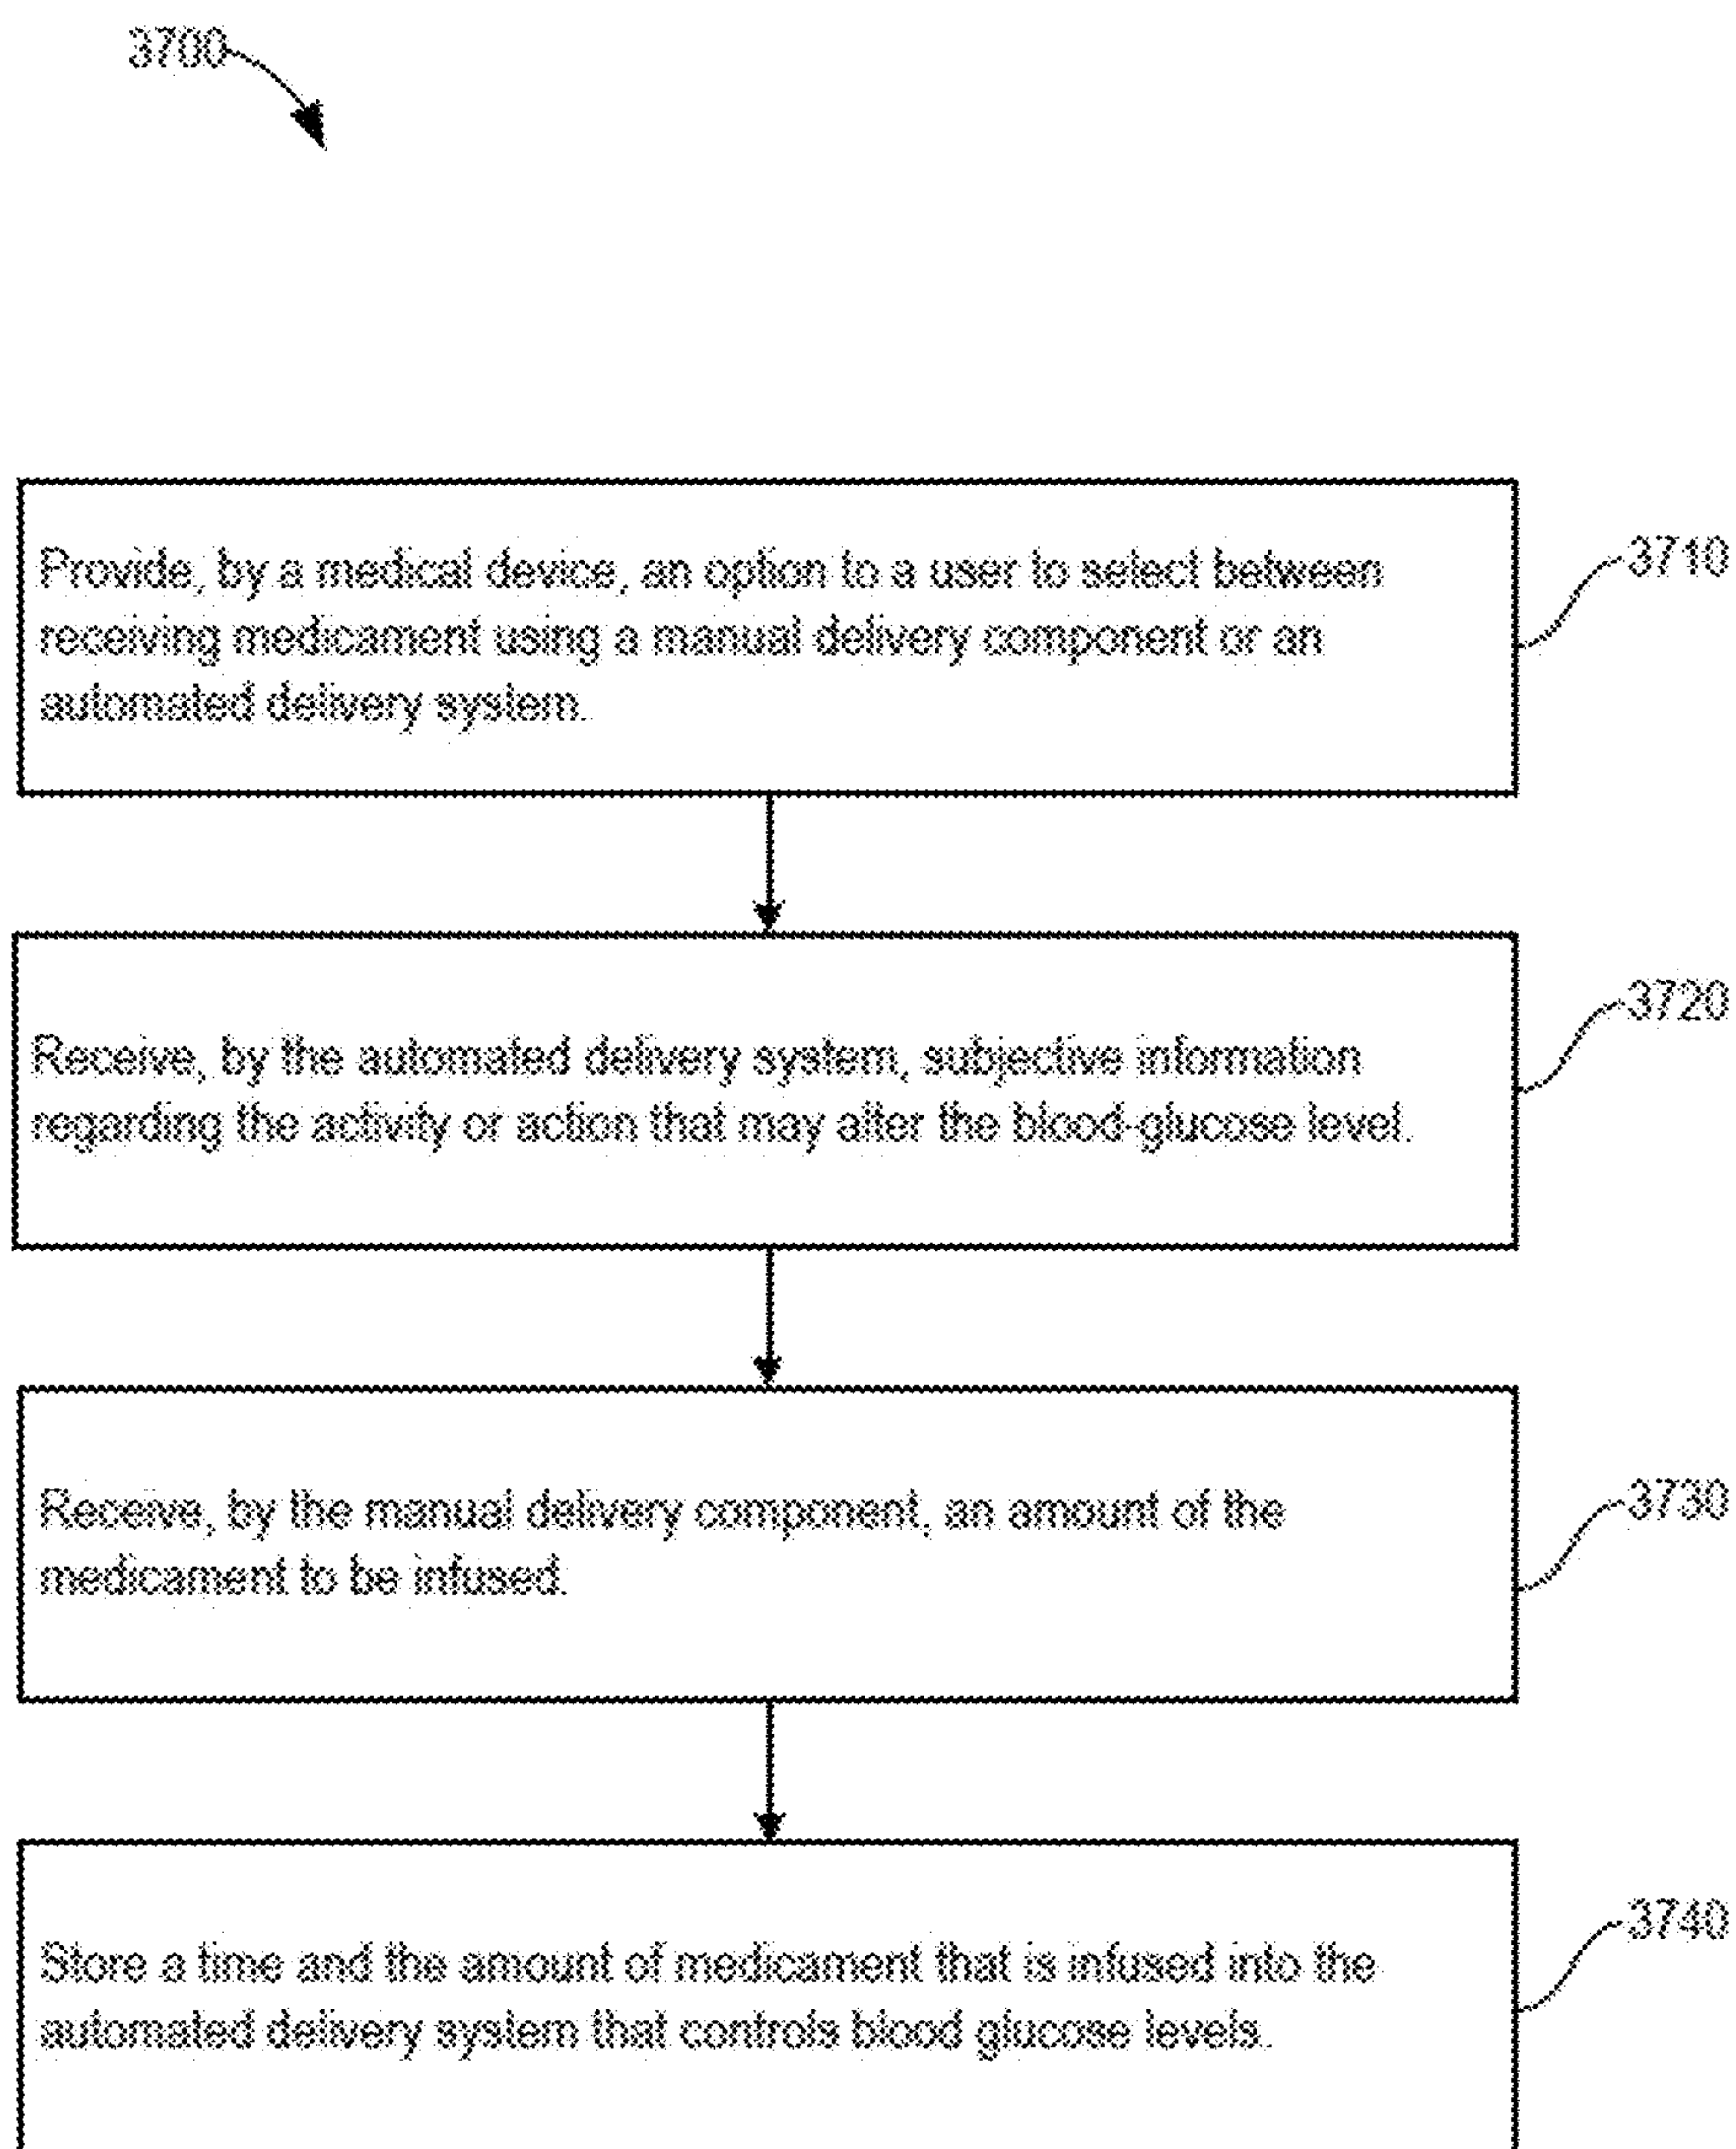 3700
Provide, by a medical device, an option to a user to select between
receiving medicament using a manual delivery component or an
automated delivery system.
3710
Receive, by the automated delivery system, subjective information
regarding the activity or action that may alter the blood-glucose level.
3720
Receive, by the manual delivery component, an amount of the
medicament to be infused.
3730
Store a time and the amount of medicament that is infused into the
automated delivery system that controls blood glucose levels.
3740